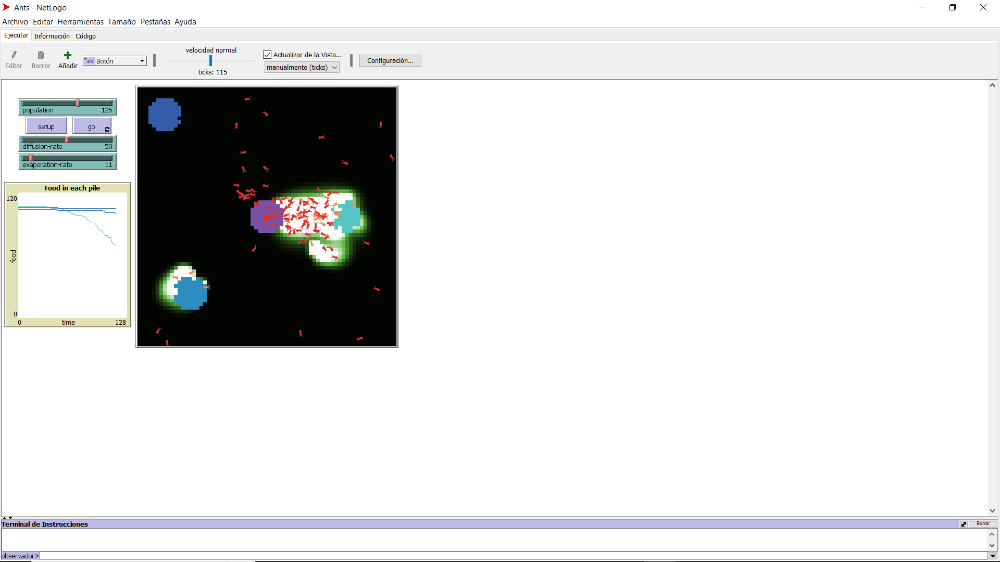 Ants - NetLogo
Archivo Editar Herramientas Tamaño Pestañas Ayuda
Ejecutar Información Código
Editar Borrar Añadir abc Botón
velocidad normal
ticks: 115
Actualizar de la Vista...
manualmente (ticks)
Configuración...
population 125
setup go
diffusion-rate 50
evaporation-rate 11
Food in each pile
120
food
0
0 time 128
Terminal de Instrucciones
Borrar
observador>